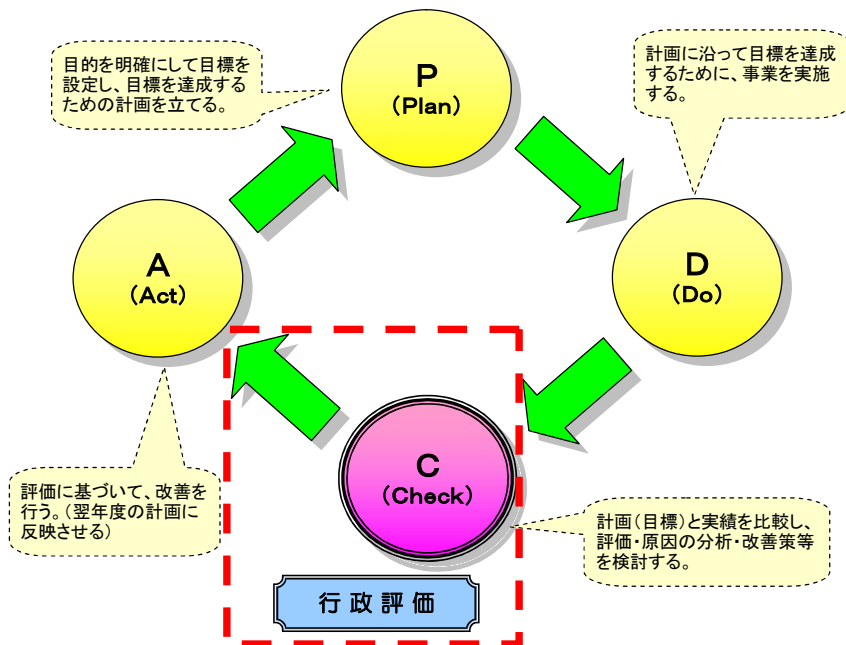 P
(Plan)
目的を明確にして目標を
設定し、目標を達成する
ための計画を立てる。
計画に沿って目標を達成
するために、事業を実施
する。
D
(Do)
A
(Act)
C
(Check)
計画(目標)と実績を比較し、
評価・原因の分析・改善策等
を検討する。
評価に基づいて、改善を
行う。(翌年度の計画に
反映させる)
行政評価